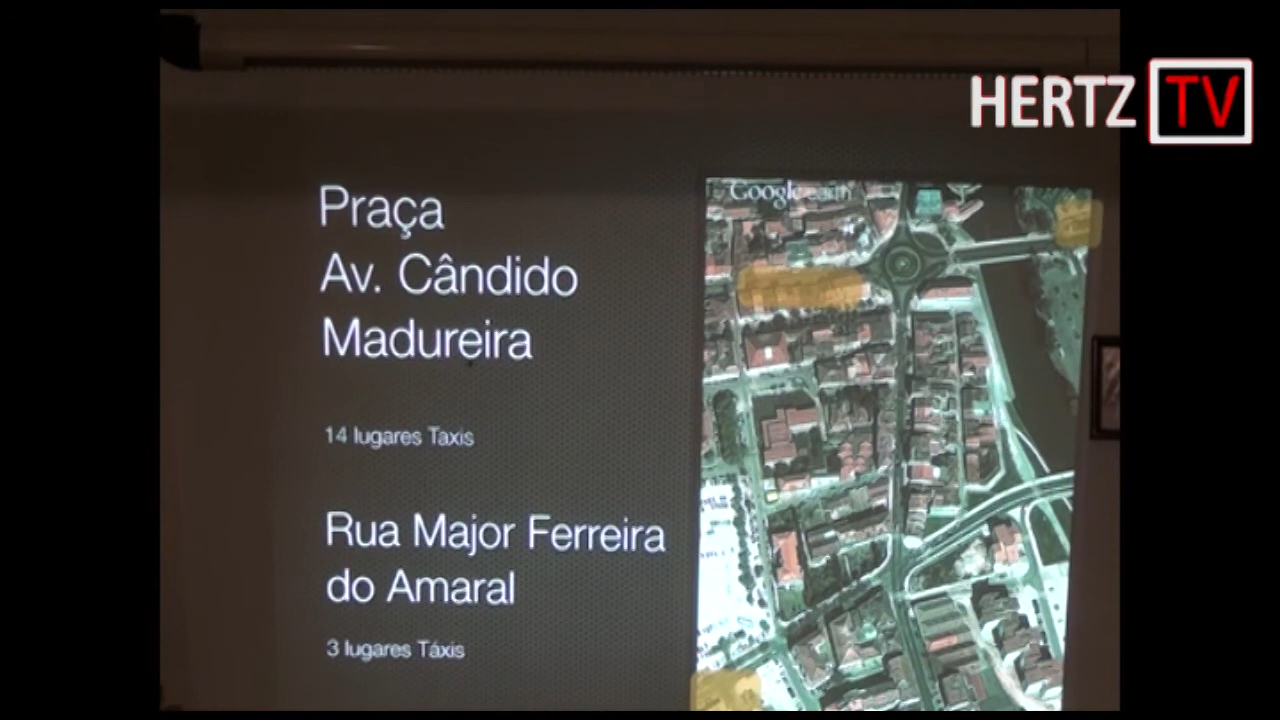 HERTZ TV
Google earth
Praça
Av. Cândido
Madureira
14 lugares Taxis
Rua Major Ferreira
do Amaral
3 lugares Táxis